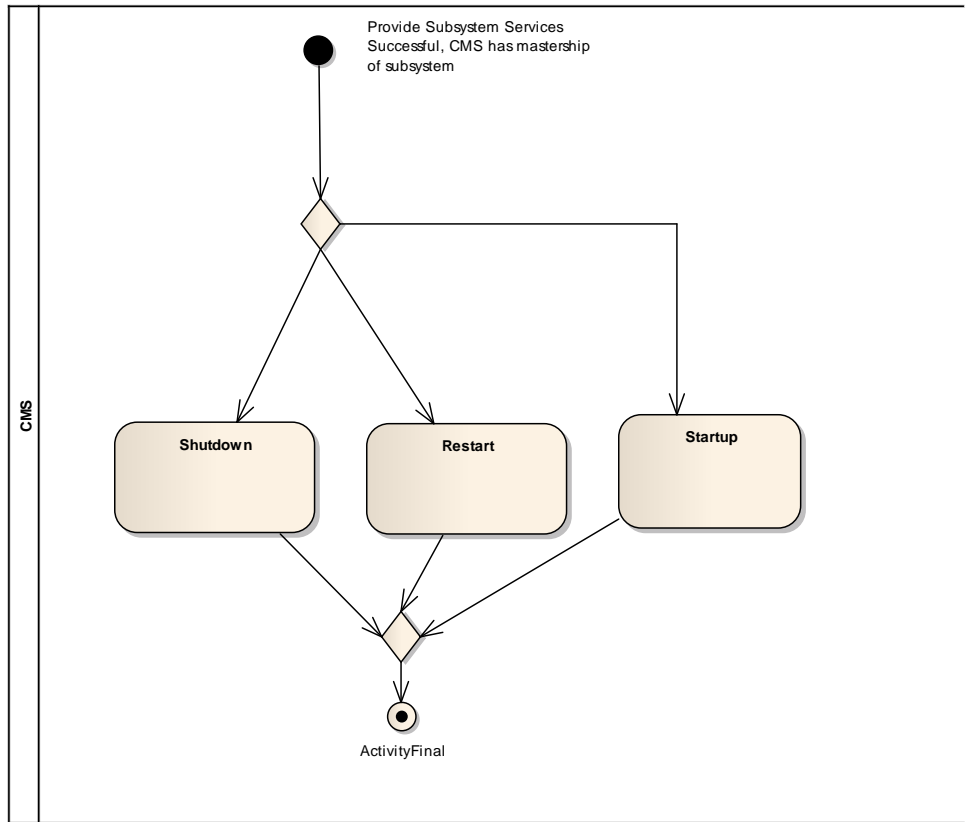 Provide Subsystem Services
Successful, CMS has mastership
of subsystem
CMS
Shutdown
Restart
Startup
ActivityFinal